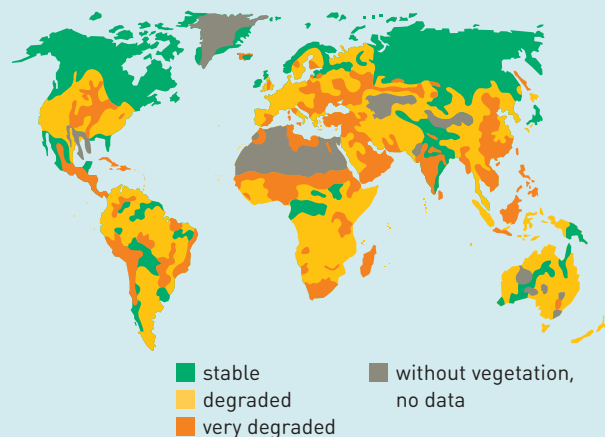 stable
degraded
very degraded
without vegetation,
no data